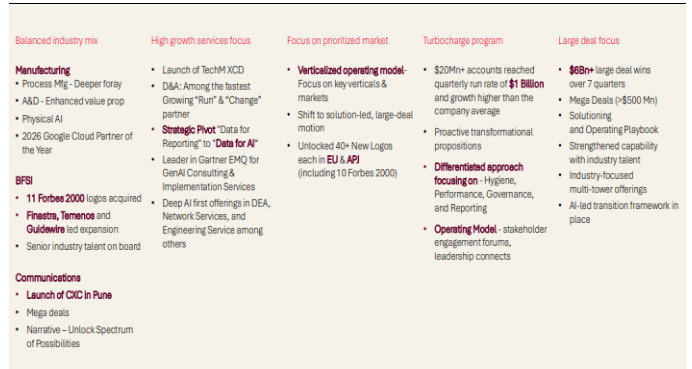 Balanced industry mix
Manufacturing
• Process Mfg - Deeper foray
• A&D - Enhanced value prop
• Physical AI
• 2026 Google Cloud Partner of
the Year
BFSI
• 11 Forbes 2000 logos acquired
• Finastra, Temenos and
Guidewire led expansion
• Senior industry talent on board
Communications
• Launch of CXC in Pune
• Mega deals
• Narrative – Unlock Spectrum
of Possibilities
High growth services focus
• Launch of TechM XCD
• D&A: Among the fastest
Growing "Run" & "Change"
partner
• Strategic Pivot "Data for
Reporting" to "Data for AI"
• Leader in Gartner EMQ for
GenAI Consulting &
Implementation Services
• Deep AI first offerings in DEA,
Network Services, and
Engineering Service among
others
Focus on prioritized market
• Verticalized operating model-
Focus on key verticals &
markets
• Shift to solution-led, large-deal
motion
• Unlocked 40+ New Logos
each in EU & APJ
(including 10 Forbes 2000)
Turbocharge program
• $20Mn+ accounts reached
quarterly run rate of $1 Billion
and growth higher than the
company average
• Proactive transformational
propositions
• Differentiated approach
focusing on - Hygiene,
Performance, Governance,
and Reporting
• Operating Model - stakeholder
engagement forums,
leadership connects
Large deal focus
• $6Bn+ large deal wins
over 7 quarters
• Mega Deals (>$500 Mn)
• Solutioning
and Operating Playbook
• Strengthened capability
with industry talent
• Industry-focused
multi-tower offerings
• AI-led transition framework in
place